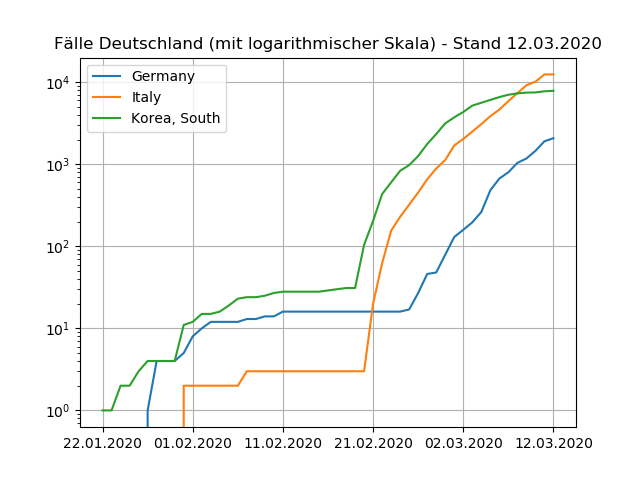 Fälle Deutschland (mit logarithmischer Skala) - Stand 12.03.2020
Germany
Italy
Korea, South
10⁴
10³
10²
10¹
10⁰
22.01.2020 01.02.2020 11.02.2020 21.02.2020 02.03.2020 12.03.2020